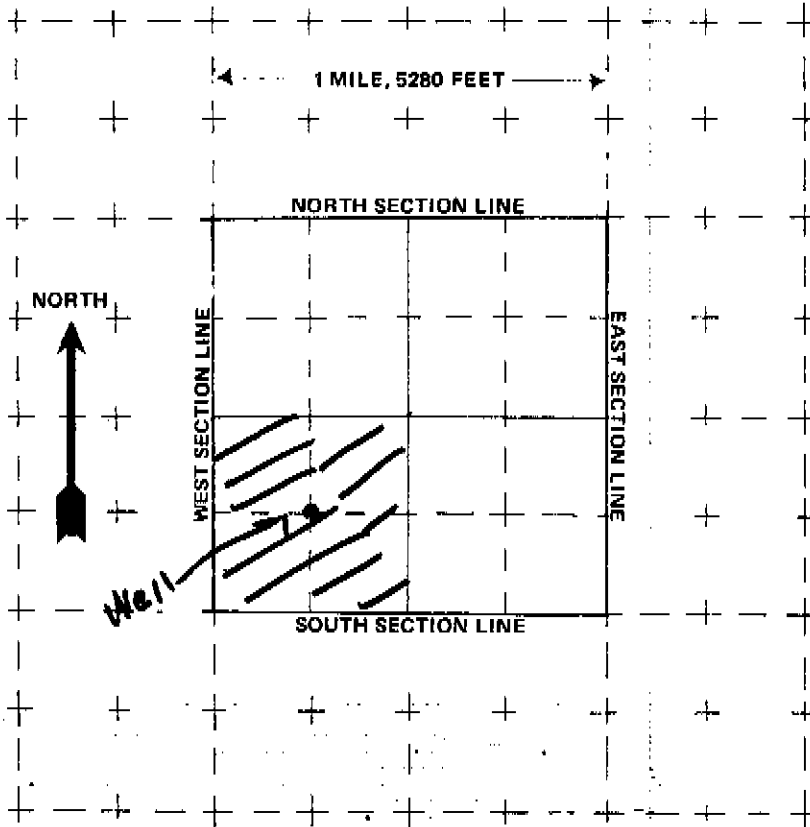 1 MILE, 5280 FEET
NORTH SECTION LINE
NORTH
WEST SECTION LINE
EAST SECTION LINE
Well
SOUTH SECTION LINE